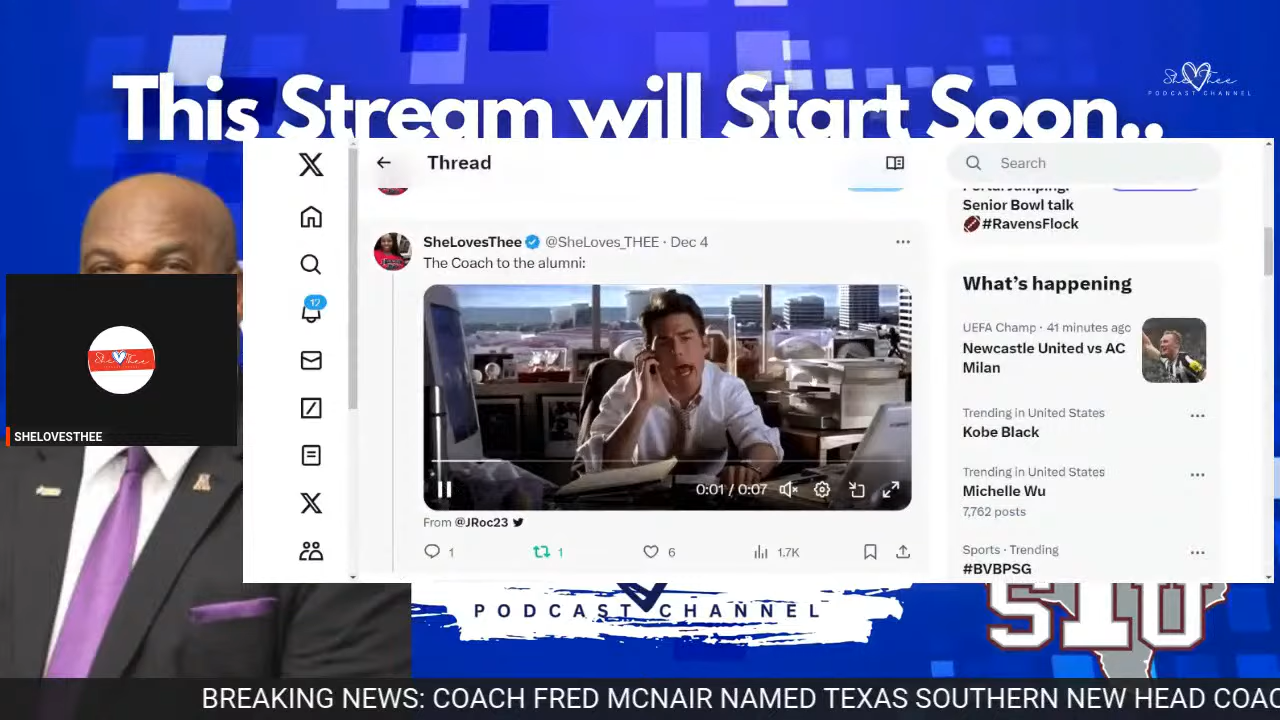 This Stream will Start Soon..
She Thee
PODCAST CHANNEL
Thread
Search
Senior Bowl talk
🏈#RavensFlock
SheLovesThee @SheLoves_THEE · Dec 4
The Coach to the alumni:
0:01 / 0:07
From @JRoc23
1
1
6
1.7K
12
What's happening
UEFA Champ · 41 minutes ago
Newcastle United vs AC
Milan
Trending in United States
Kobe Black
Trending in United States
Michelle Wu
7,762 posts
Sports · Trending
#BVBPSG
SHELOVESTHEE
PODCAST CHANNEL
BREAKING NEWS: COACH FRED MCNAIR NAMED TEXAS SOUTHERN NEW HEAD COAC